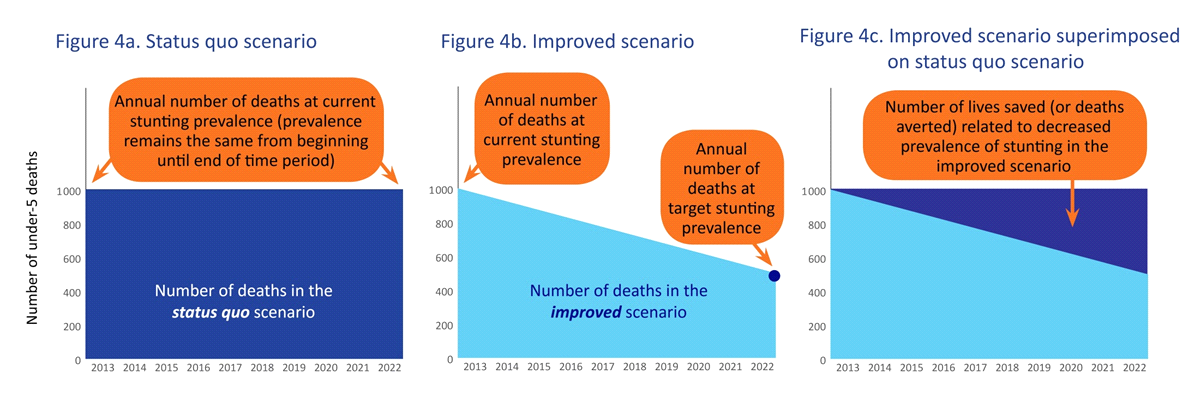 Figure 4a. Status quo scenario
Annual number of deaths at current
stunting prevalence (prevalence
remains the same from beginning
until end of time period)
Number of under-5 deaths
1000
800
600
400
200
0
Number of deaths in the
status quo scenario
2013 2014 2015 2016 2017 2018 2019 2020 2021 2022
Figure 4b. Improved scenario
Annual number
of deaths at
current stunting
prevalence
Annual
number of
deaths at
target stunting
prevalence
1000
800
600
400
200
0
Number of deaths in the
improved scenario
2013 2014 2015 2016 2017 2018 2019 2020 2021 2022
Figure 4c. Improved scenario superimposed
on status quo scenario
Number of lives saved (or deaths
averted) related to decreased
prevalence of stunting in the
improved scenario
1000
800
600
400
200
0
2013 2014 2015 2016 2017 2018 2019 2020 2021 2022